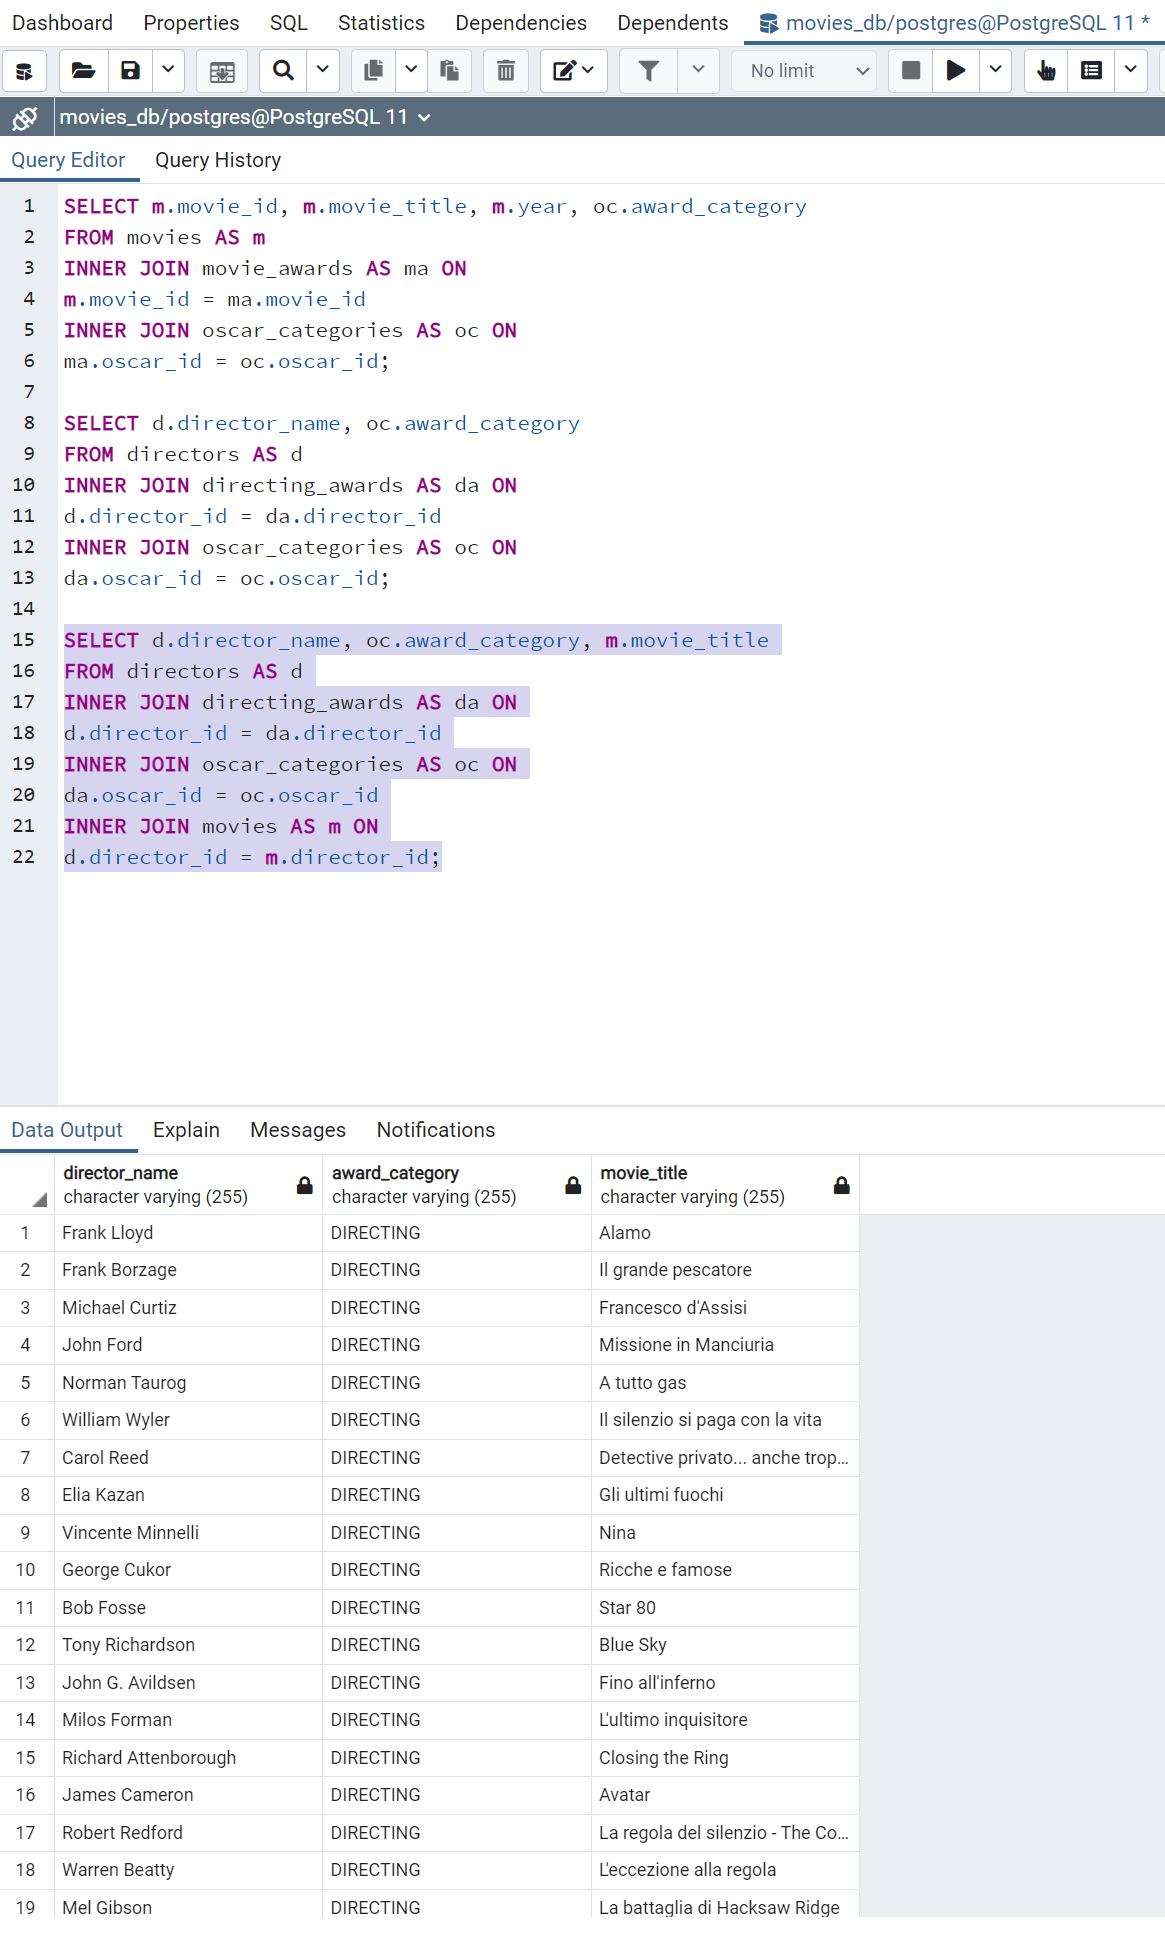 Dashboard Properties SQL Statistics Dependencies Dependents movies_db/postgres@PostgreSQL 11 *
No limit
movies_db/postgres@PostgreSQL 11
Query Editor Query History
1 SELECT m.movie_id, m.movie_title, m.year, oc.award_category
2 FROM movies AS m
3 INNER JOIN movie_awards AS ma ON
4 m.movie_id = ma.movie_id
5 INNER JOIN oscar_categories AS oc ON
6 ma.oscar_id = oc.oscar_id;
7
8 SELECT d.director_name, oc.award_category
9 FROM directors AS d
10 INNER JOIN directing_awards AS da ON
11 d.director_id = da.director_id
12 INNER JOIN oscar_categories AS oc ON
13 da.oscar_id = oc.oscar_id;
14
15 SELECT d.director_name, oc.award_category, m.movie_title
16 FROM directors AS d
17 INNER JOIN directing_awards AS da ON
18 d.director_id = da.director_id
19 INNER JOIN oscar_categories AS oc ON
20 da.oscar_id = oc.oscar_id
21 INNER JOIN movies AS m ON
22 d.director_id = m.director_id;
Data Output Explain Messages Notifications
director_name award_category movie_title
character varying (255) character varying (255) character varying (255)
1 Frank Lloyd DIRECTING Alamo
2 Frank Borzage DIRECTING Il grande pescatore
3 Michael Curtiz DIRECTING Francesco d'Assisi
4 John Ford DIRECTING Missione in Manciuria
5 Norman Taurog DIRECTING A tutto gas
6 William Wyler DIRECTING Il silenzio si paga con la vita
7 Carol Reed DIRECTING Detective privato... anche trop...
8 Elia Kazan DIRECTING Gli ultimi fuochi
9 Vincente Minnelli DIRECTING Nina
10 George Cukor DIRECTING Ricche e famose
11 Bob Fosse DIRECTING Star 80
12 Tony Richardson DIRECTING Blue Sky
13 John G. Avildsen DIRECTING Fino all'inferno
14 Milos Forman DIRECTING L'ultimo inquisitore
15 Richard Attenborough DIRECTING Closing the Ring
16 James Cameron DIRECTING Avatar
17 Robert Redford DIRECTING La regola del silenzio - The Co...
18 Warren Beatty DIRECTING L'eccezione alla regola
19 Mel Gibson DIRECTING La battaglia di Hacksaw Ridge